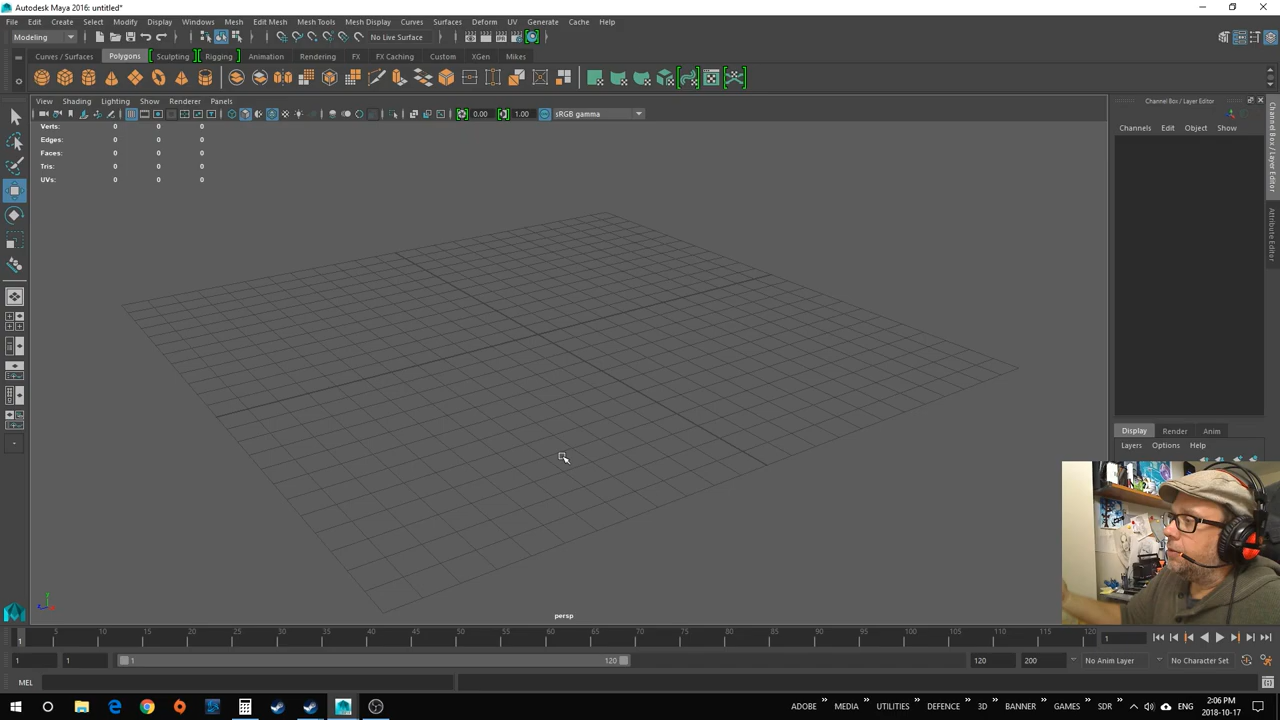 Autodesk Maya 2016: untitled*
File Edit Create Select Modify Display Windows Mesh Edit Mesh Mesh Tools Mesh Display Curves Surfaces Deform UV Generate Cache Help
Modeling No Live Surface
Curves / Surfaces Polygons Sculpting Rigging Animation Rendering FX FX Caching Custom XGen Mikes
View Shading Lighting Show Renderer Panels
0.00 1.00 sRGB gamma
Verts: 0 0 0
Edges: 0 0 0
Faces: 0 0 0
Tris: 0 0 0
UVs: 0 0 0
Channel Box / Layer Editor
Channels Edit Object Show
Channel Box / Layer Editor
Attribute Editor
Display Render Anim
Layers Options Help
persp
1 5 10 15 20 25 30 35 40 45 50 55 60 65 70 75 80 85 90 95 100 105 110 115 120 1
1 1 1 120 120 200 No Anim Layer No Character Set
MEL
ADOBE » MEDIA » UTILITIES » DEFENCE » 3D » BANNER » GAMES » SDR » ENG 2:06 PM
2018-10-17